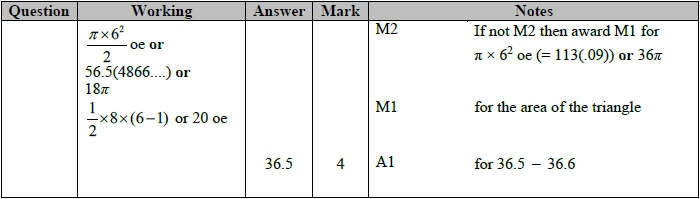 Question Working Answer Mark Notes
π×6²/2 oe or
56.5(4866....) or
18π
M2 If not M2 then award M1 for
π × 6² oe (= 113(.09)) or 36π
1/2×8×(6−1) or 20 oe
M1 for the area of the triangle
36.5 4 A1 for 36.5 – 36.6